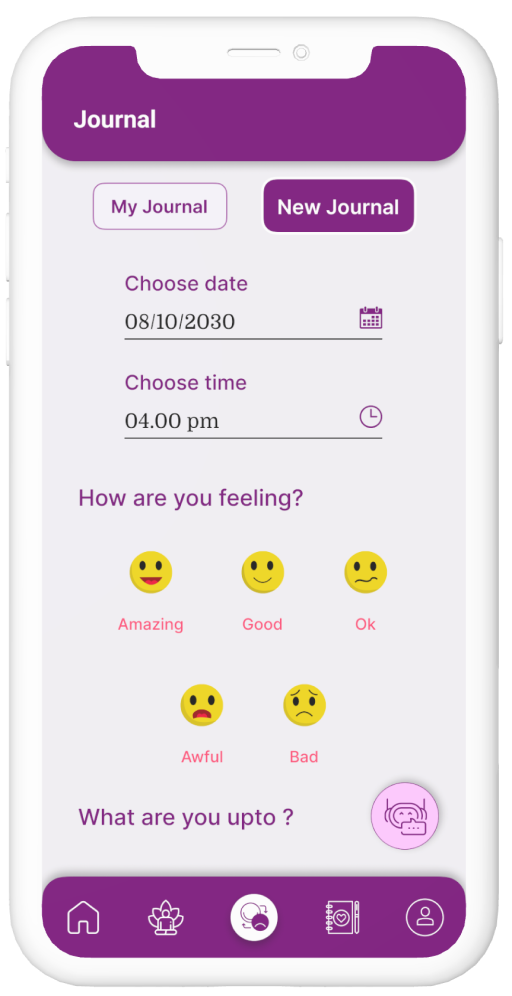 Journal
My Journal
New Journal
Choose date
08/10/2030
Choose time
04.00 pm
How are you feeling?
Amazing
Good
Ok
Awful
Bad
What are you upto ?